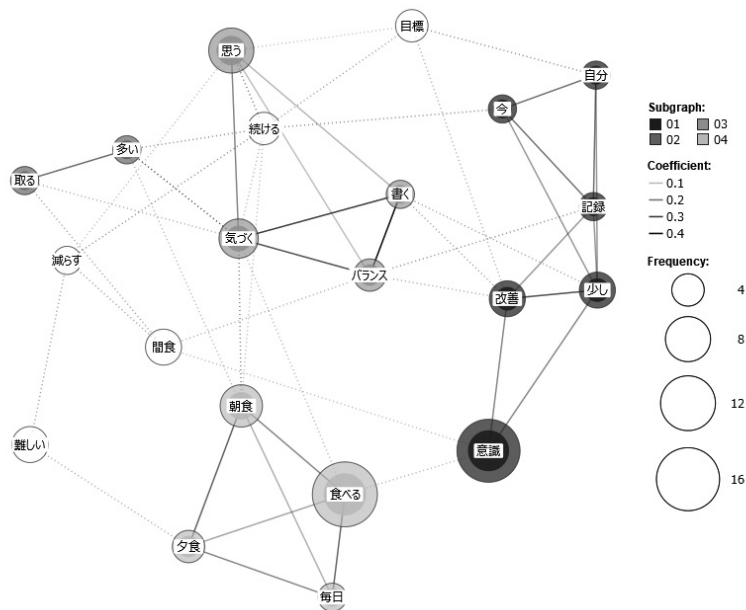 目標
思う
自分
今
続ける
多い
取る
書く
記録
気づく
減らす
バランス
改善
少し
間食
朝食
難しい
意識
食べる
夕食
毎日
Subgraph:
01 03
02 04
Coefficient:
0.1
0.2
0.3
0.4
Frequency:
4
8
12
16